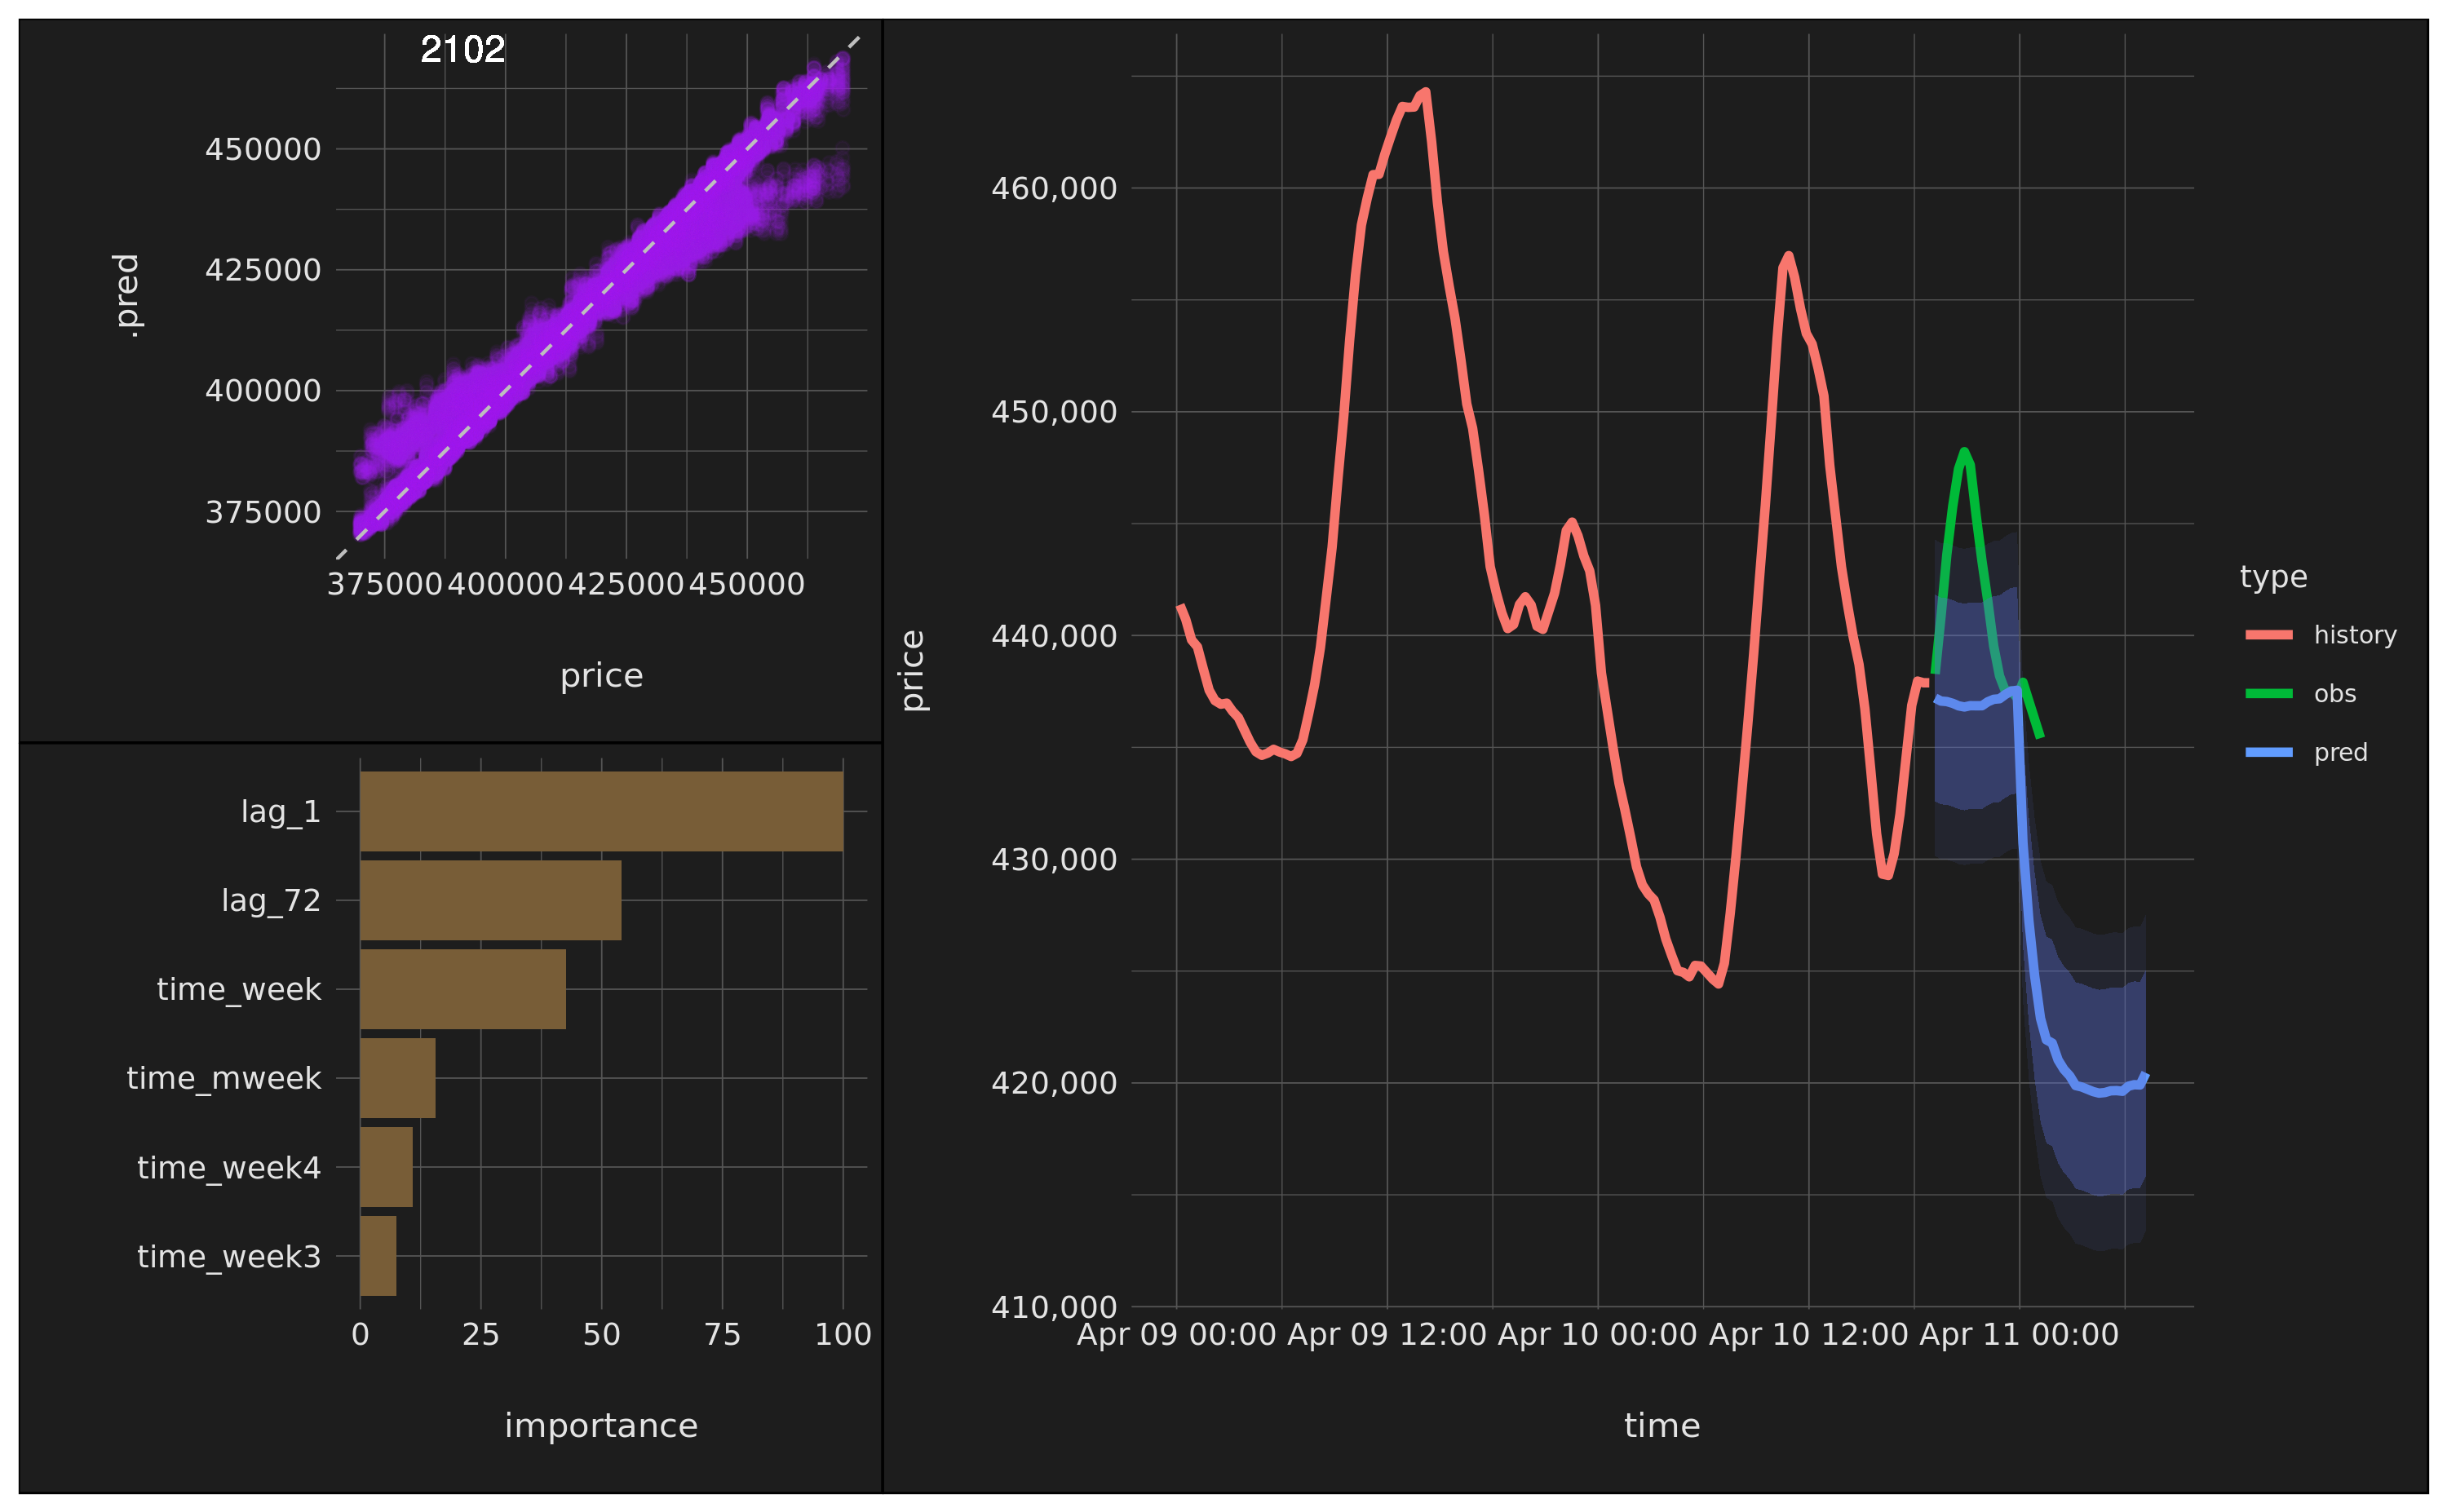 2102
.pred
450000
425000
400000
375000
375000 400000 425000 450000
price
lag_1
lag_72
time_week
time_mweek
time_week4
time_week3
0 25 50 75 100
importance
price
460,000
450,000
440,000
430,000
420,000
410,000
Apr 09 00:00 Apr 09 12:00 Apr 10 00:00 Apr 10 12:00 Apr 11 00:00
time
type
history
obs
pred